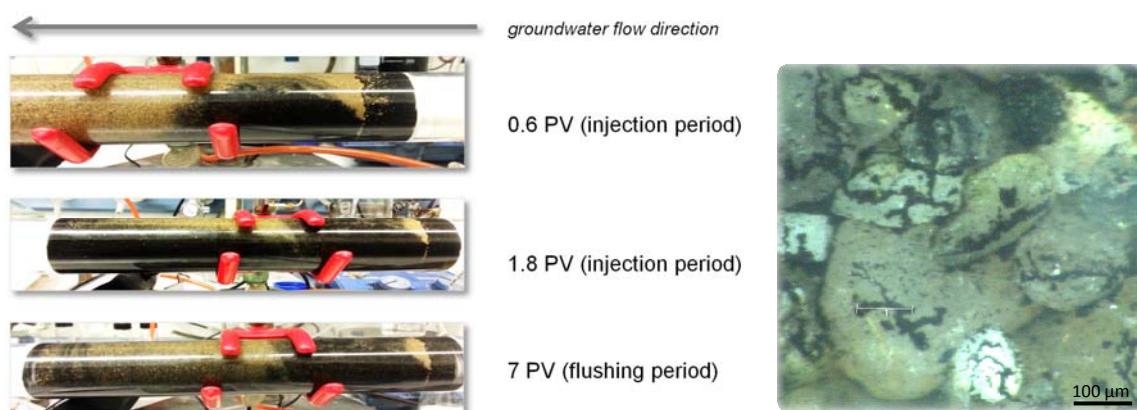 groundwater flow direction
0.6 PV (injection period)
1.8 PV (injection period)
7 PV (flushing period)
100 µm